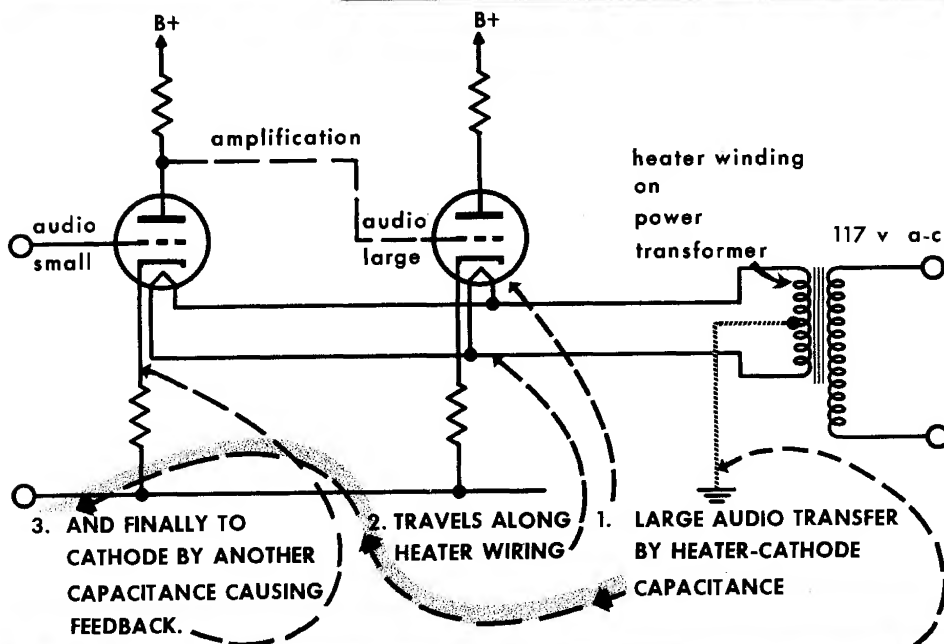 B+
B+
amplification
heater winding
on
power
transformer
117 v a-c
audio
small
audio
large
3. AND FINALLY TO
CATHODE BY ANOTHER
CAPACITANCE CAUSING
FEEDBACK.
2. TRAVELS ALONG
HEATER WIRING
1. LARGE AUDIO TRANSFER
BY HEATER-CATHODE
CAPACITANCE